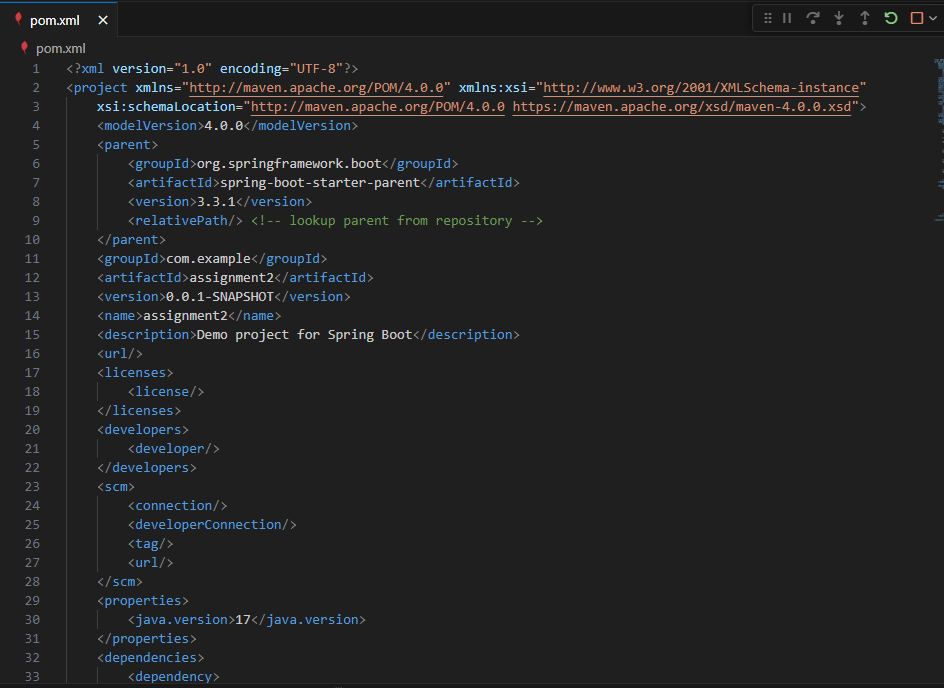 pom.xml
pom.xml
1 <?xml version="1.0" encoding="UTF-8"?>
2 <project xmlns="http://maven.apache.org/POM/4.0.0" xmlns:xsi="http://www.w3.org/2001/XMLSchema-instance"
3     xsi:schemaLocation="http://maven.apache.org/POM/4.0.0 https://maven.apache.org/xsd/maven-4.0.0.xsd">
4     <modelVersion>4.0.0</modelVersion>
5     <parent>
6         <groupId>org.springframework.boot</groupId>
7         <artifactId>spring-boot-starter-parent</artifactId>
8         <version>3.3.1</version>
9         <relativePath/> <!-- lookup parent from repository -->
10     </parent>
11     <groupId>com.example</groupId>
12     <artifactId>assignment2</artifactId>
13     <version>0.0.1-SNAPSHOT</version>
14     <name>assignment2</name>
15     <description>Demo project for Spring Boot</description>
16     <url/>
17     <licenses>
18         <license/>
19     </licenses>
20     <developers>
21         <developer/>
22     </developers>
23     <scm>
24         <connection/>
25         <developerConnection/>
26         <tag/>
27         <url/>
28     </scm>
29     <properties>
30         <java.version>17</java.version>
31     </properties>
32     <dependencies>
33         <dependency>